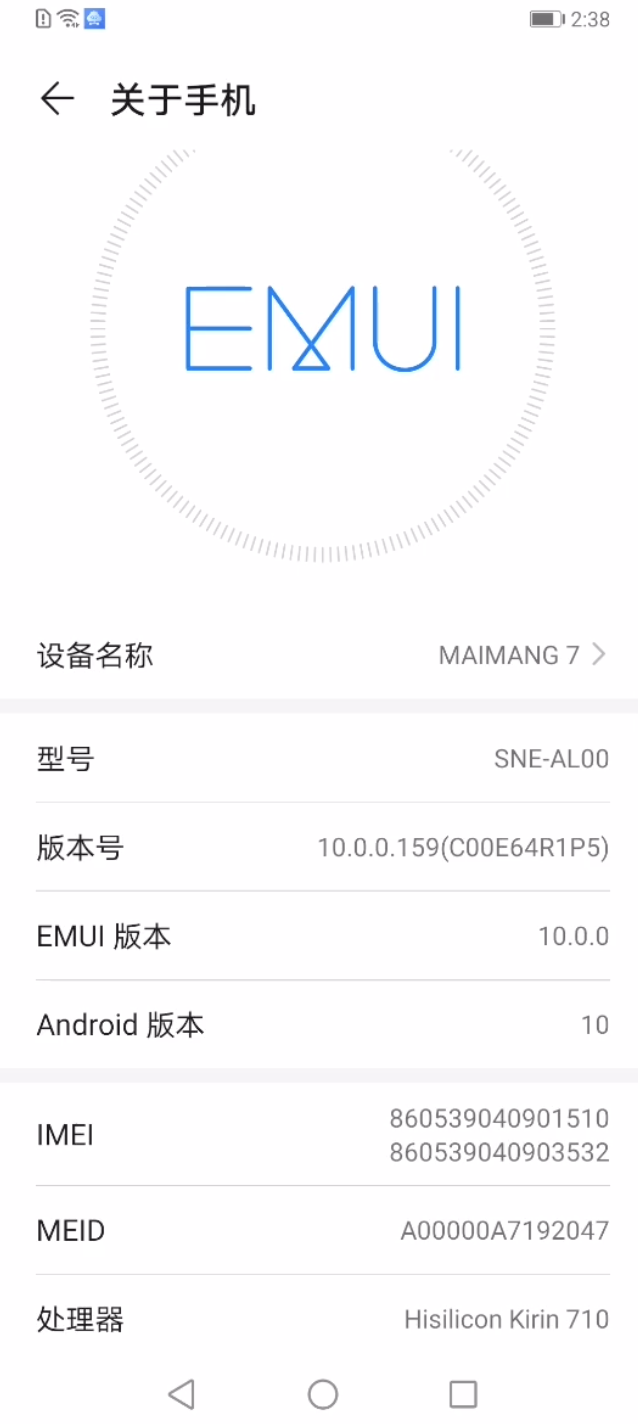 2:38
关于手机
EMUI
设备名称 MAIMANG 7
型号 SNE-AL00
版本号 10.0.0.159(C00E64R1P5)
EMUI 版本 10.0.0
Android 版本 10
IMEI 860539040901510
860539040903532
MEID A00000A7192047
处理器 Hisilicon Kirin 710